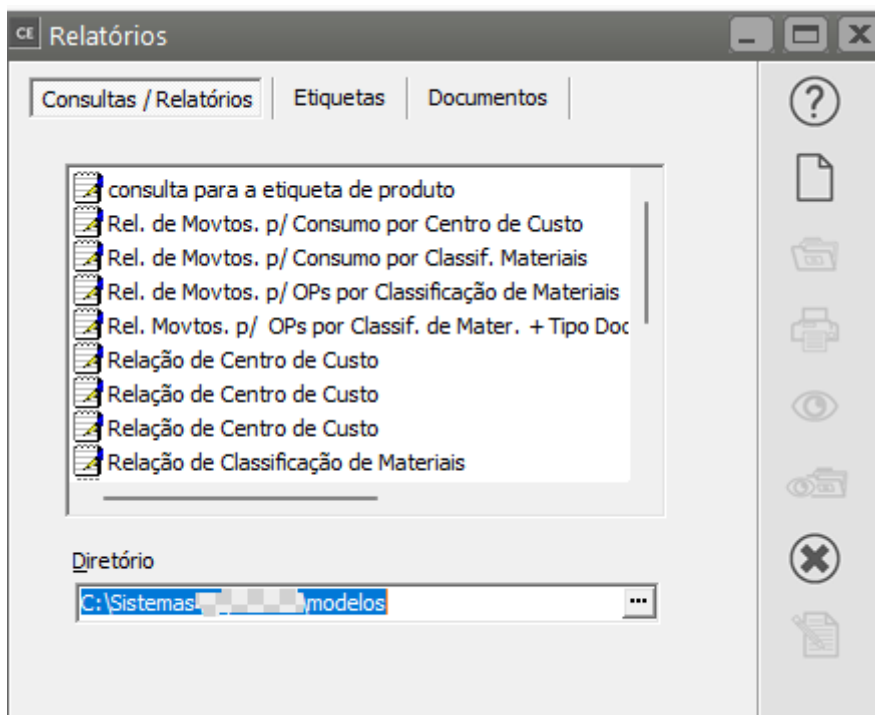 CE Relatórios
Consultas / Relatórios Etiquetas Documentos
consulta para a etiqueta de produto
Rel. de Movtos. p/ Consumo por Centro de Custo
Rel. de Movtos. p/ Consumo por Classif. Materiais
Rel. de Movtos. p/ OPs por Classificação de Materiais
Rel. Movtos. p/ OPs por Classif. de Mater. + Tipo Doc
Relação de Centro de Custo
Relação de Centro de Custo
Relação de Centro de Custo
Relação de Classificação de Materiais
Diretório
C:\Sistemas modelos ...